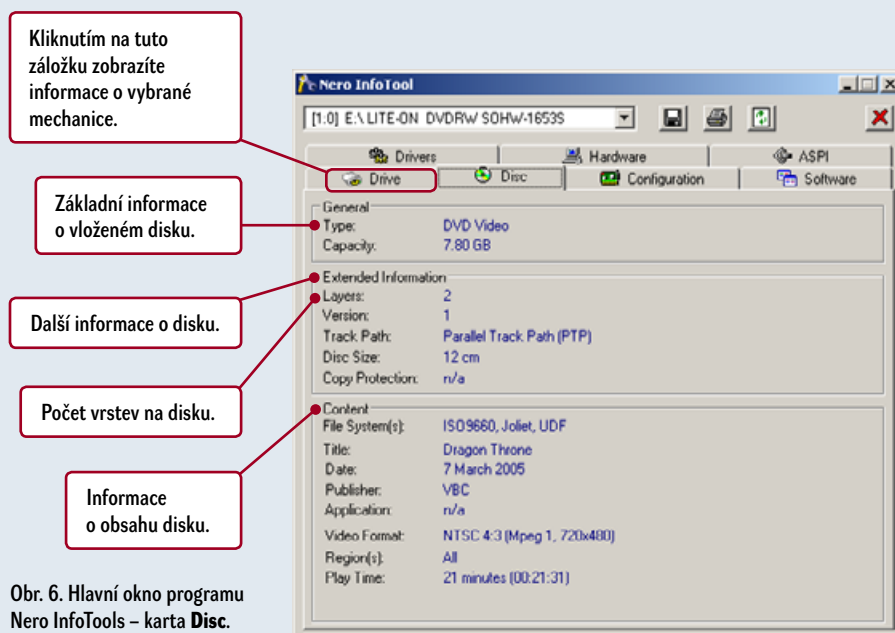 Kliknutím na tuto
záložku zobrazíte
informace o vybrané
mechanice.
Základní informace
o vloženém disku.
Další informace o disku.
Počet vrstev na disku.
Informace
o obsahu disku.
Obr. 6. Hlavní okno programu
Nero InfoTools – karta Disc.
Nero InfoTool
[1:0] E:\ LITE-ON DVDRW SOHW-1653S
Drivers Hardware ASPI
Drive Disc Configuration Software
General
Type: DVD Video
Capacity: 7.80 GB
Extended Information
Layers: 2
Version: 1
Track Path: Parallel Track Path (PTP)
Disc Size: 12 cm
Copy Protection: n/a
Content
File System(s): ISO9660, Joliet, UDF
Title: Dragon Throne
Date: 7 March 2005
Publisher: VBC
Application: n/a
Video Format: NTSC 4:3 (Mpeg 1, 720x480)
Region(s): All
Play Time: 21 minutes (00:21:31)